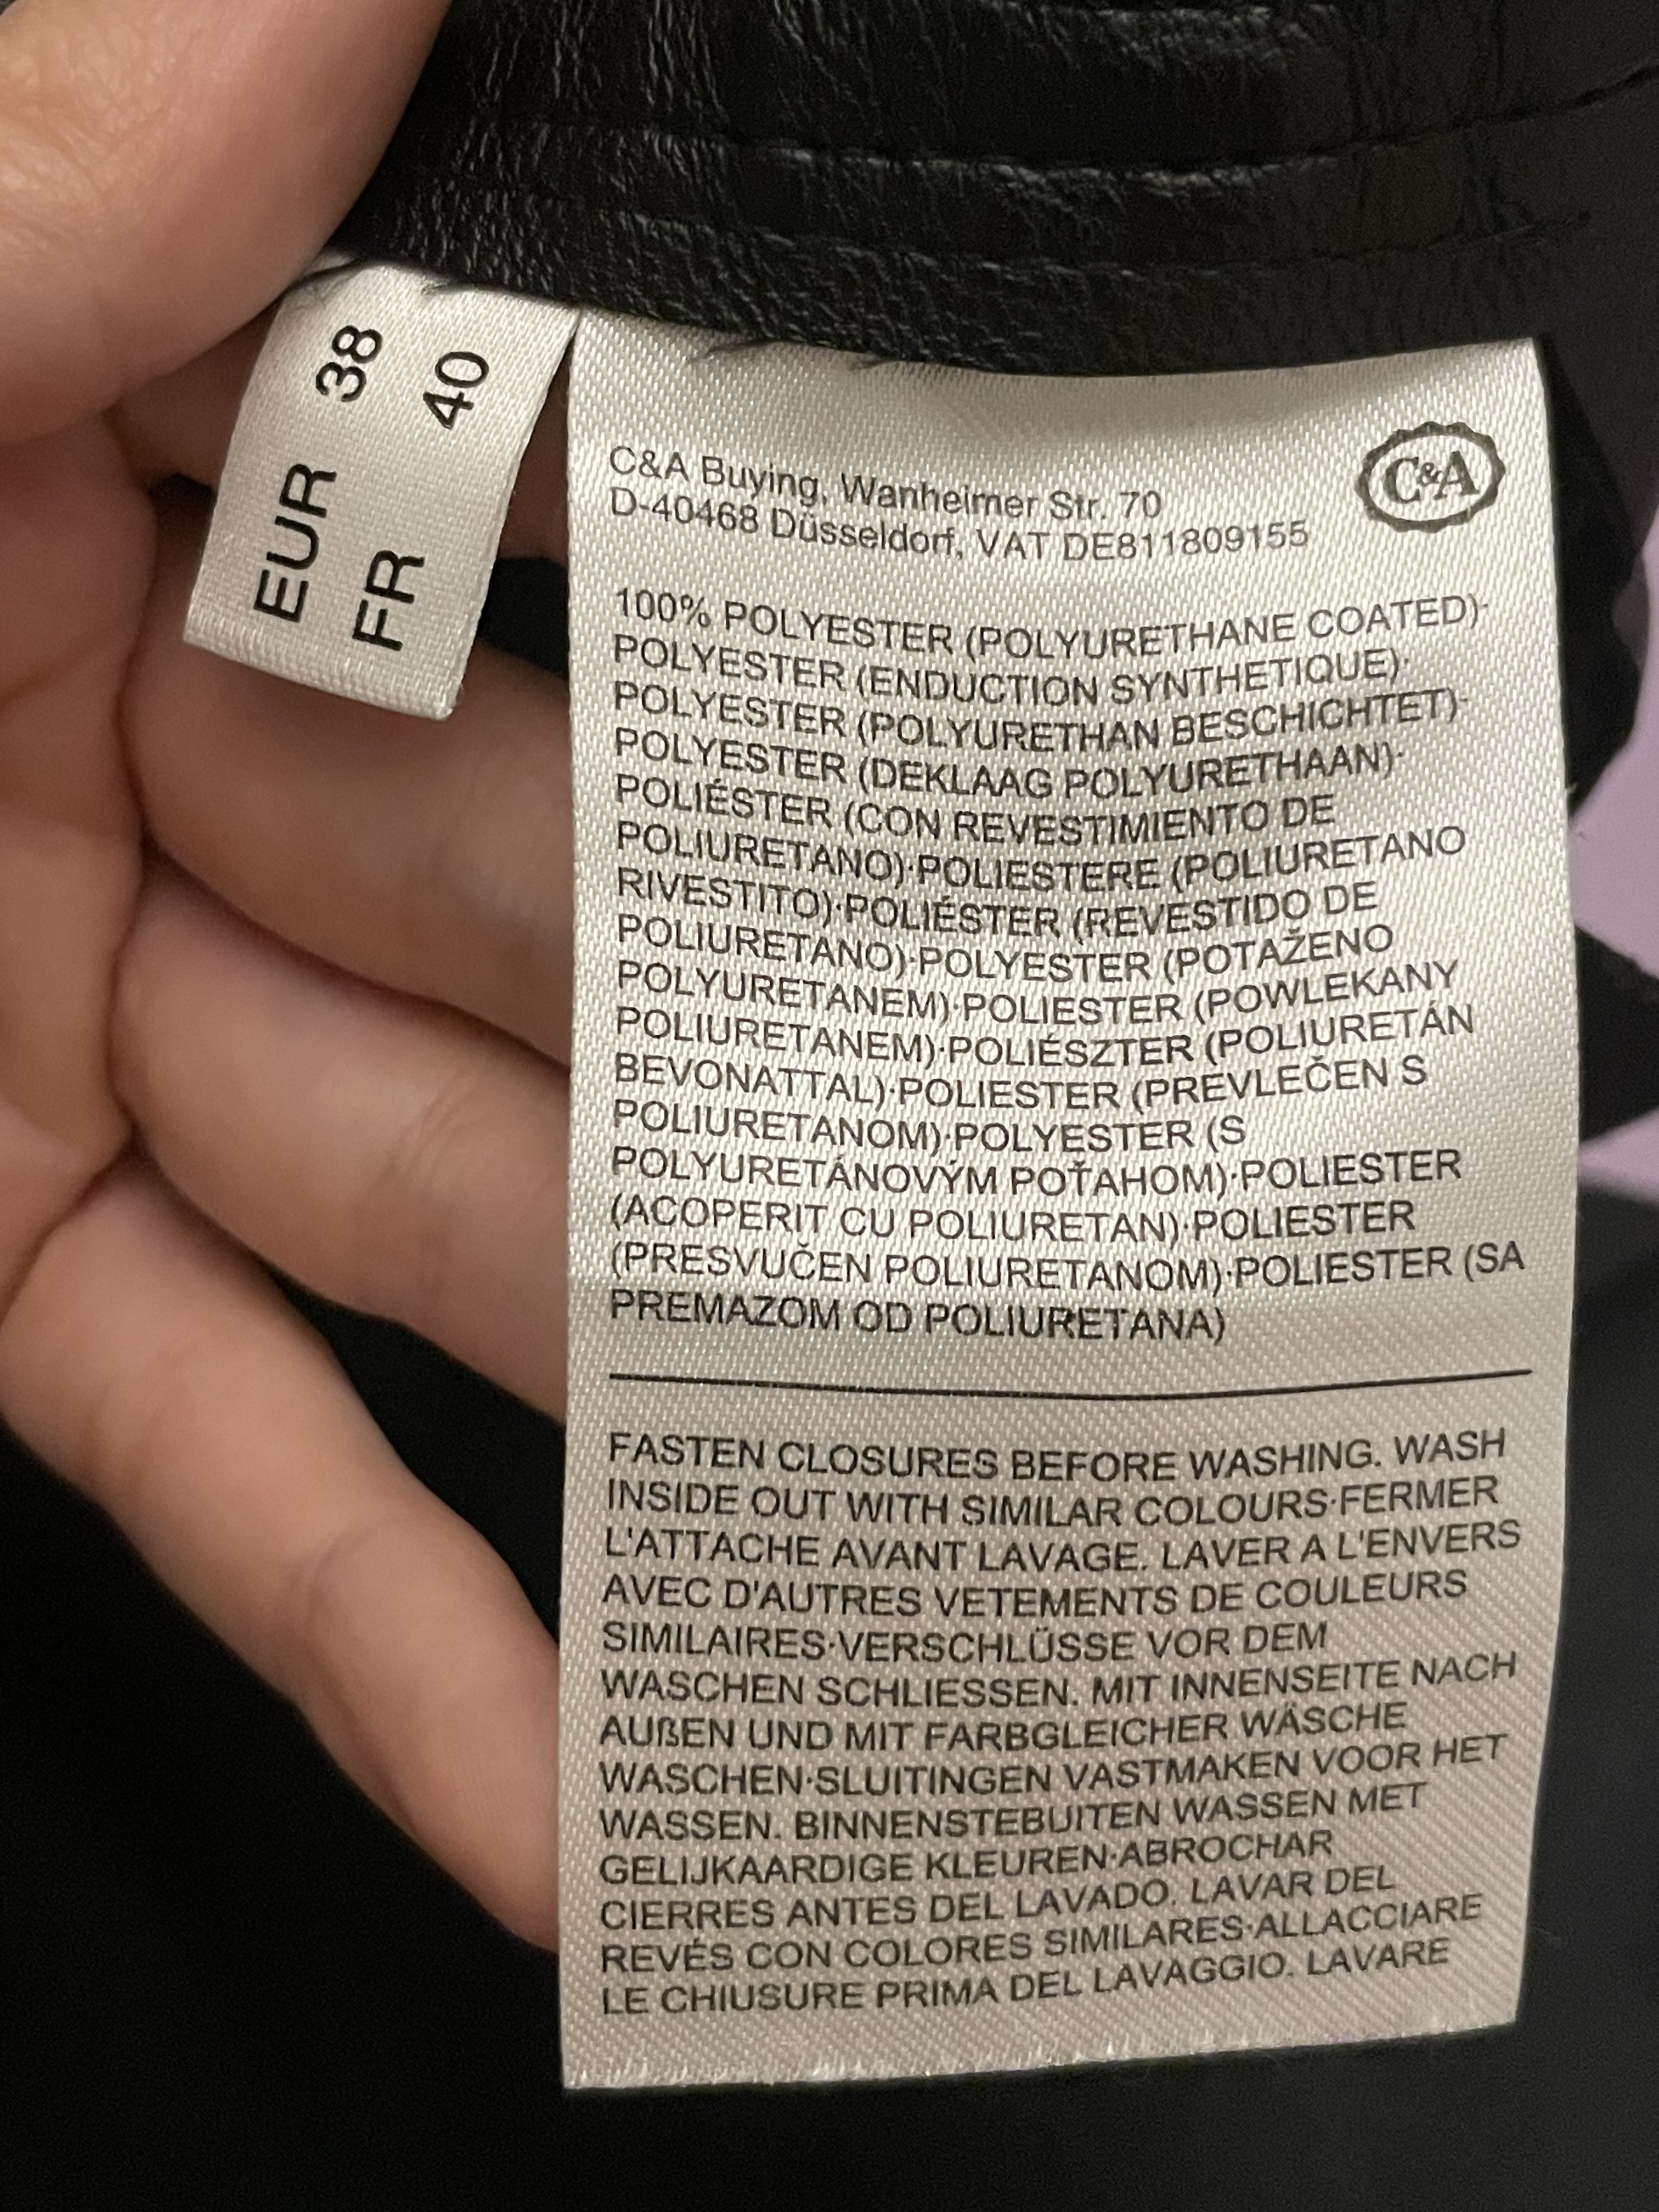 EUR 38
FR 40
C&A Buying, Wanheimer Str. 70
D-40468 Düsseldorf, VAT DE811809155
C&A
100% POLYESTER (POLYURETHANE COATED)·
POLYESTER (ENDUCTION SYNTHETIQUE)·
POLYESTER (POLYURETHAN BESCHICHTET)·
POLYESTER (DEKLAAG POLYURETHAAN)·
POLIÉSTER (CON REVESTIMIENTO DE
POLIURETANO)·POLIESTERE (POLIURETANO
RIVESTITO)·POLIÉSTER (REVESTIDO DE
POLIURETANO)·POLYESTER (POTAŽENO
POLYURETANEM)·POLIESTER (POWLEKANY
POLIURETANEM)·POLIÉSZTER (POLIURETÁN
BEVONATTAL)·POLIESTER (PREVLEČEN S
POLIURETANOM)·POLYESTER (S
POLYURETÁNOVÝM POŤAHOM)·POLIESTER
(ACOPERIT CU POLIURETAN)·POLIESTER
(PRESVUČEN POLIURETANOM)·POLIESTER (SA
PREMAZOM OD POLIURETANA)
FASTEN CLOSURES BEFORE WASHING. WASH
INSIDE OUT WITH SIMILAR COLOURS·FERMER
L'ATTACHE AVANT LAVAGE. LAVER A L'ENVERS
AVEC D'AUTRES VETEMENTS DE COULEURS
SIMILAIRES·VERSCHLÜSSE VOR DEM
WASCHEN SCHLIESSEN. MIT INNENSEITE NACH
AUßEN UND MIT FARBGLEICHER WÄSCHE
WASCHEN·SLUITINGEN VASTMAKEN VOOR HET
WASSEN. BINNENSTEBUITEN WASSEN MET
GELIJKAARDIGE KLEUREN·ABROCHAR
CIERRES ANTES DEL LAVADO. LAVAR DEL
REVÉS CON COLORES SIMILARES·ALLACCIARE
LE CHIUSURE PRIMA DEL LAVAGGIO. LAVARE